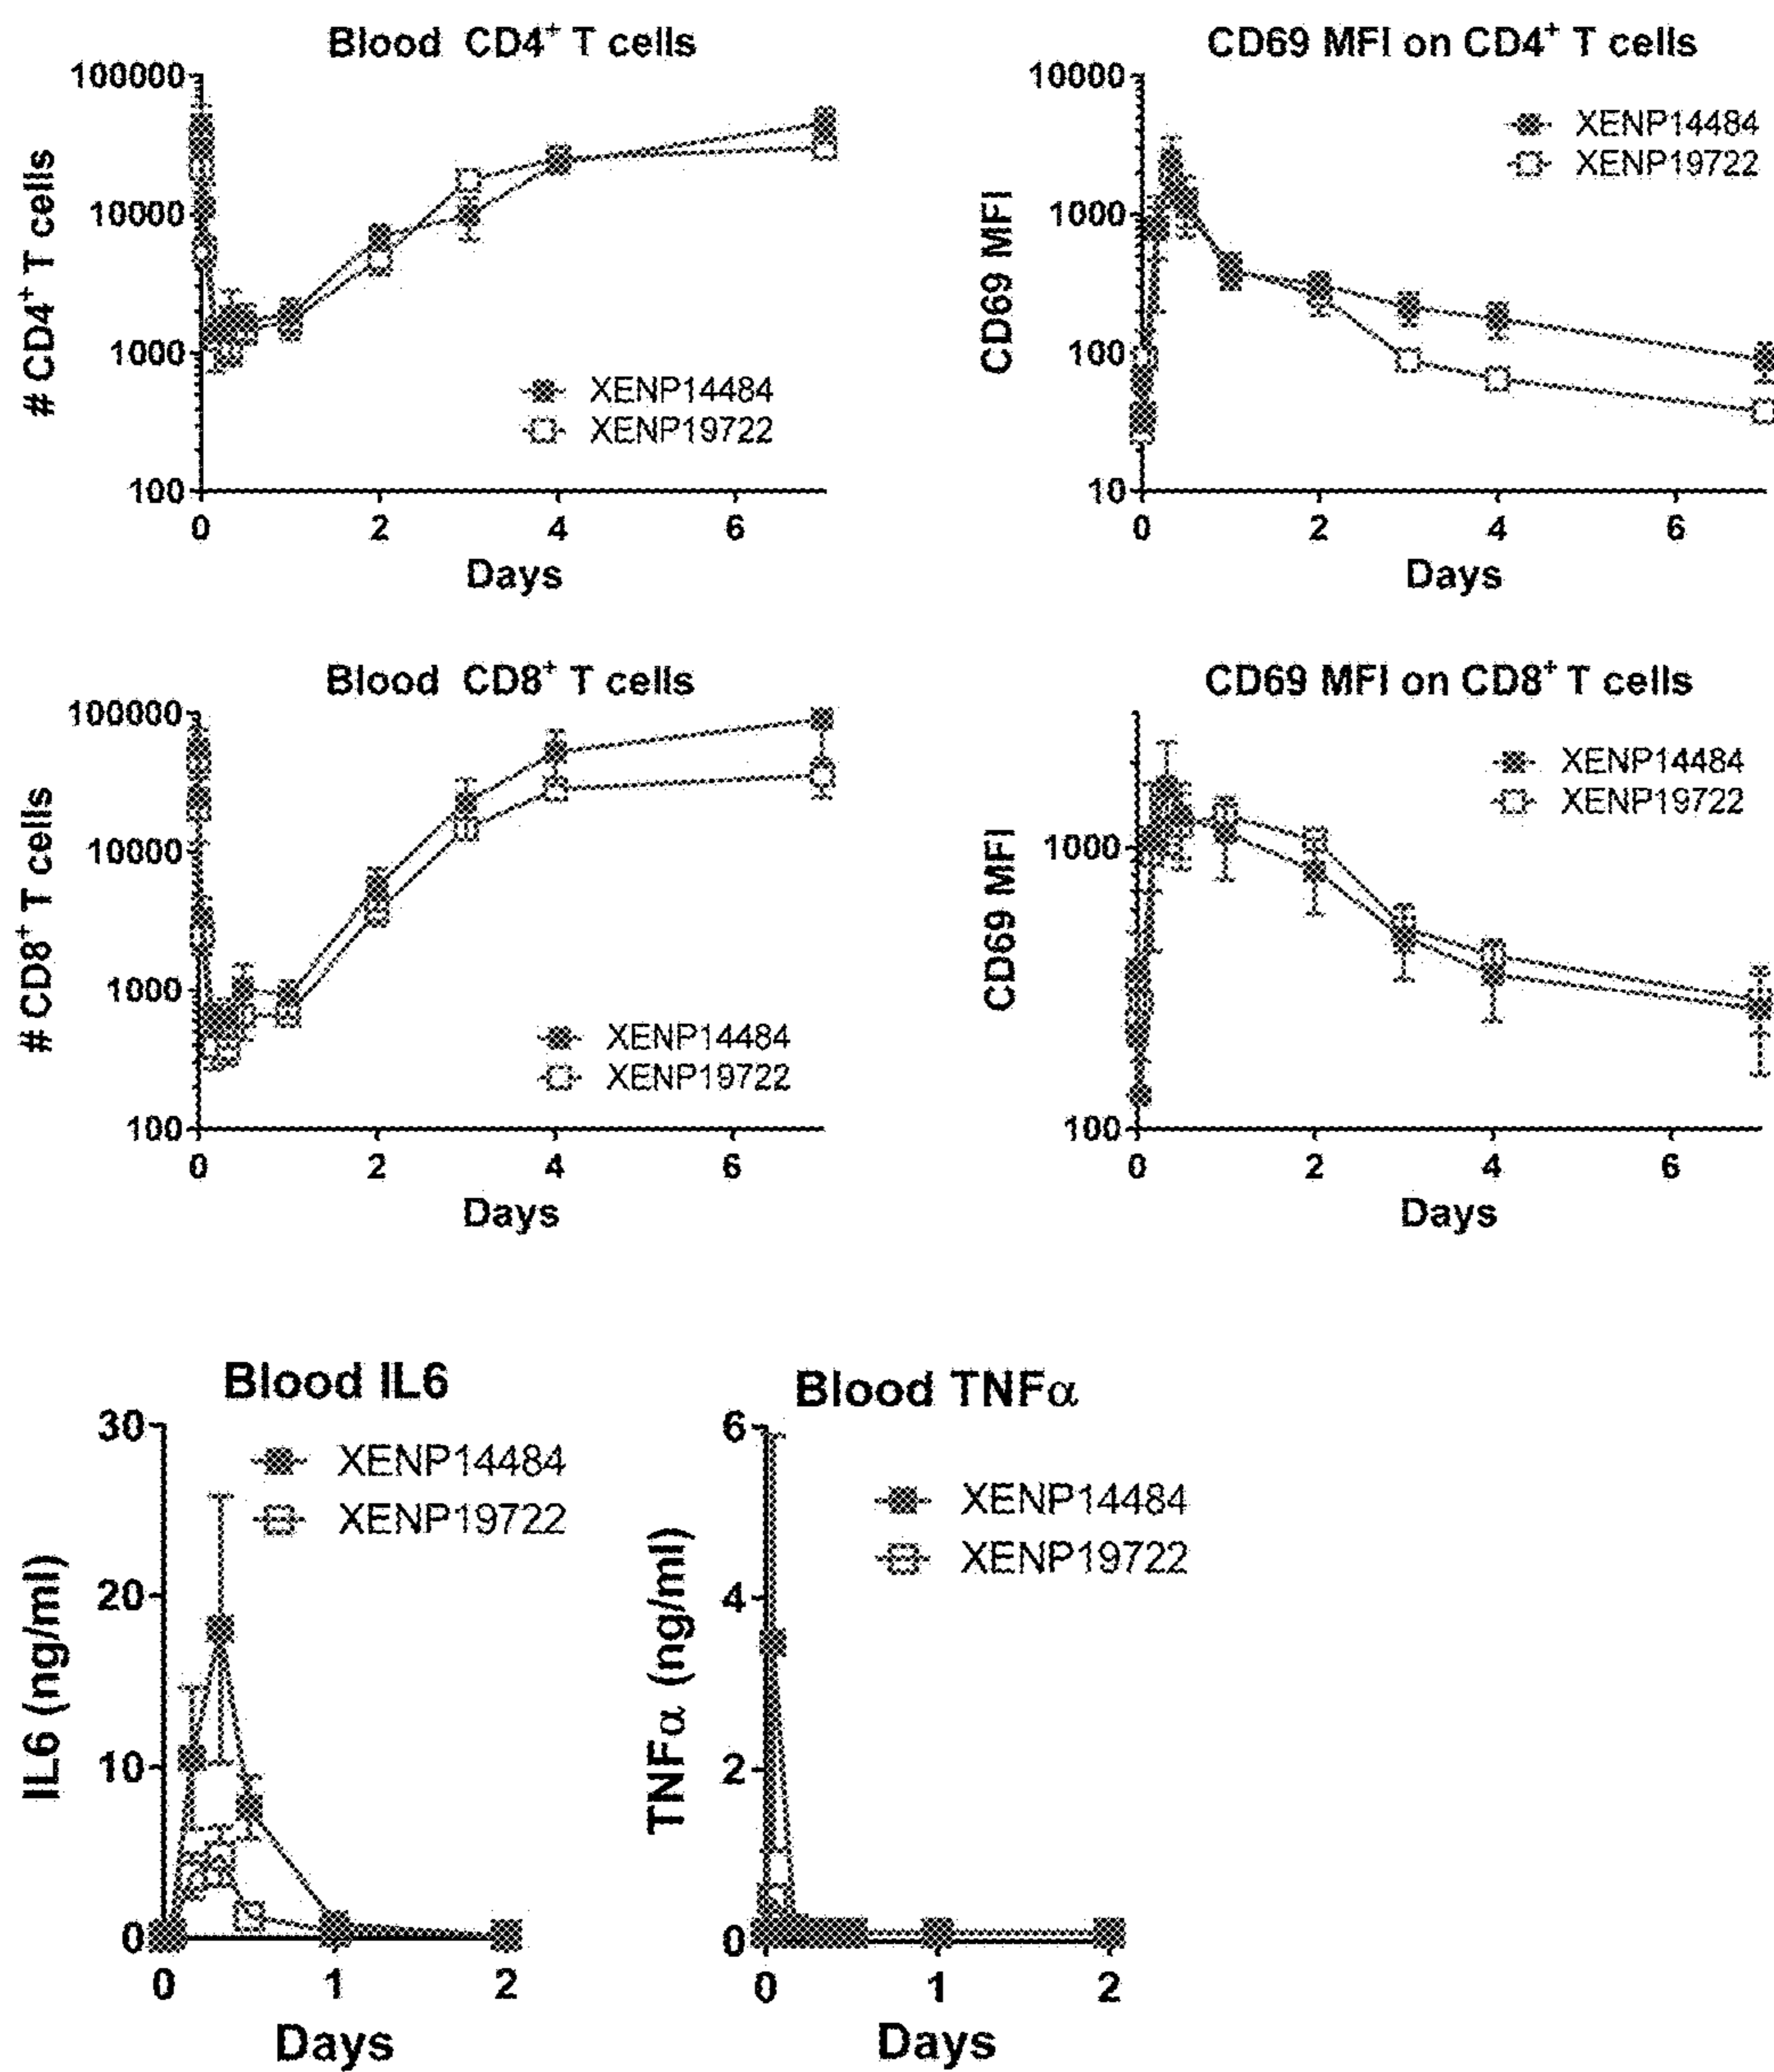 Blood CD4+ T cells
# CD4+ T cells
100000
10000
1000
100
XENP14484
XENP19722
0 2 4 6
Days
CD69 MFI on CD4+ T cells
CD69 MFI
10000
1000
100
10
XENP14484
XENP19722
0 2 4 6
Days
Blood CD8+ T cells
# CD8+ T cells
100000
10000
1000
100
XENP14484
XENP19722
0 2 4 6
Days
CD69 MFI on CD8+ T cells
CD69 MFI
1000
100
XENP14484
XENP19722
0 2 4 6
Days
Blood IL6
IL6 (ng/ml)
30
20
10
0
XENP14484
XENP19722
0 1 2
Days
Blood TNFα
TNFα (ng/ml)
6
4
2
0
XENP14484
XENP19722
0 1 2
Days